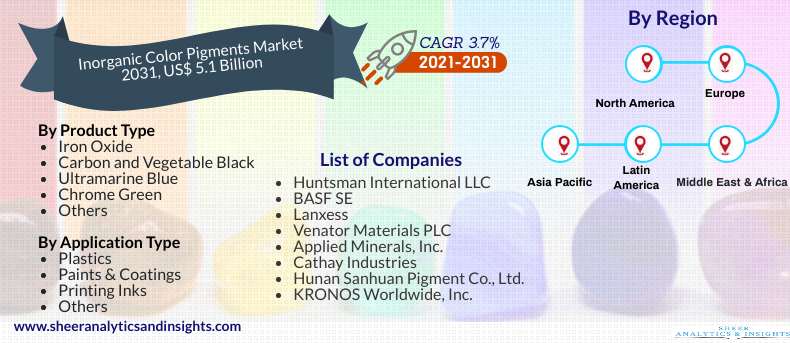 Inorganic Color Pigments Market
2031, US$ 5.1 Billion
CAGR 3.7%
2021-2031
By Region
North America
Europe
Asia Pacific
Latin
America
Middle East & Africa
By Product Type
• Iron Oxide
• Carbon and Vegetable Black
• Ultramarine Blue
• Chrome Green
• Others
By Application Type
• Plastics
• Paints & Coatings
• Printing Inks
• Others
List of Companies
• Huntsman International LLC
• BASF SE
• Lanxess
• Venator Materials PLC
• Applied Minerals, Inc.
• Cathay Industries
• Hunan Sanhuan Pigment Co., Ltd.
• KRONOS Worldwide, Inc.
www.sheeranalyticsandinsights.com
SHEER
ANALYTICS & INSIGHTS